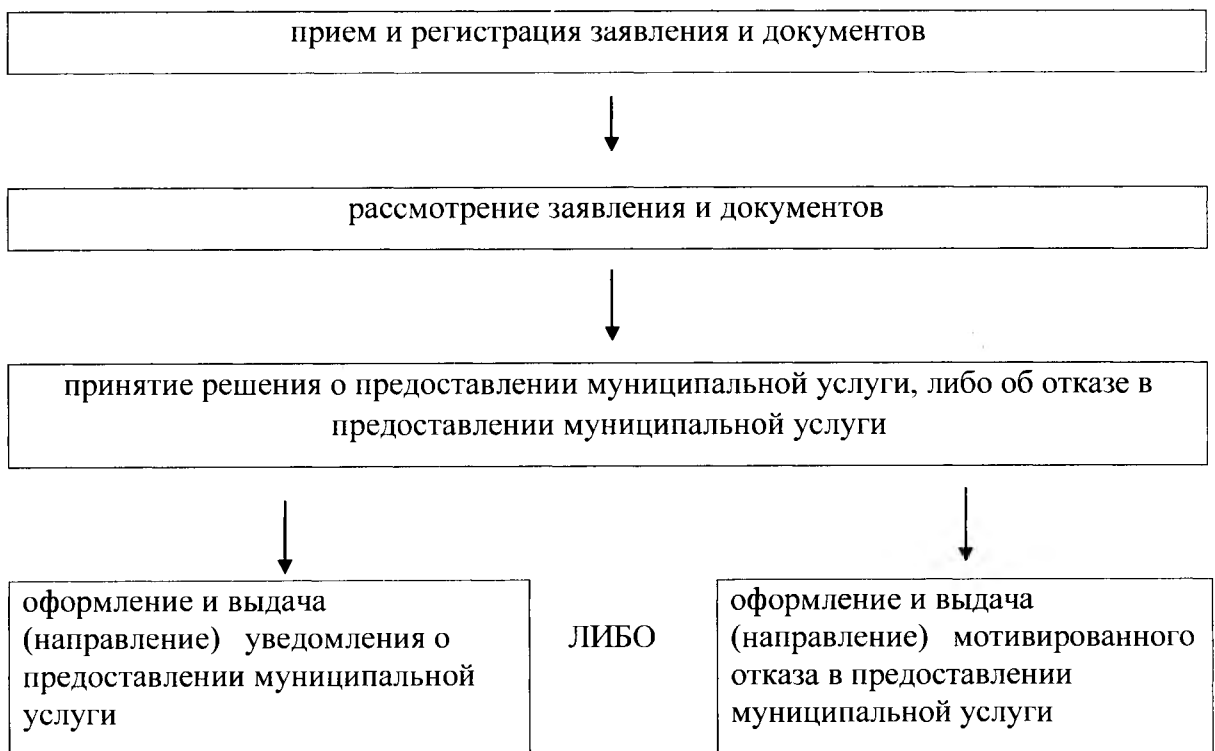 прием и регистрация заявления и документов
рассмотрение заявления и документов
принятие решения о предоставлении муниципальной услуги, либо об отказе в
предоставлении муниципальной услуги
оформление и выдача
(направление) уведомления о
предоставлении муниципальной
услуги
ЛИБО
оформление и выдача
(направление) мотивированного
отказа в предоставлении
муниципальной услуги